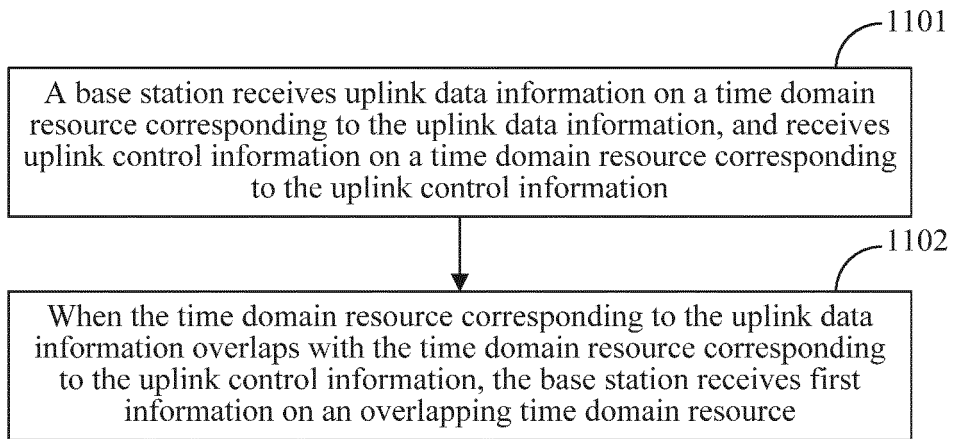 1101
A base station receives uplink data information on a time domain
resource corresponding to the uplink data information, and receives
uplink control information on a time domain resource corresponding
to the uplink control information
1102
When the time domain resource corresponding to the uplink data
information overlaps with the time domain resource corresponding
to the uplink control information, the base station receives first
information on an overlapping time domain resource